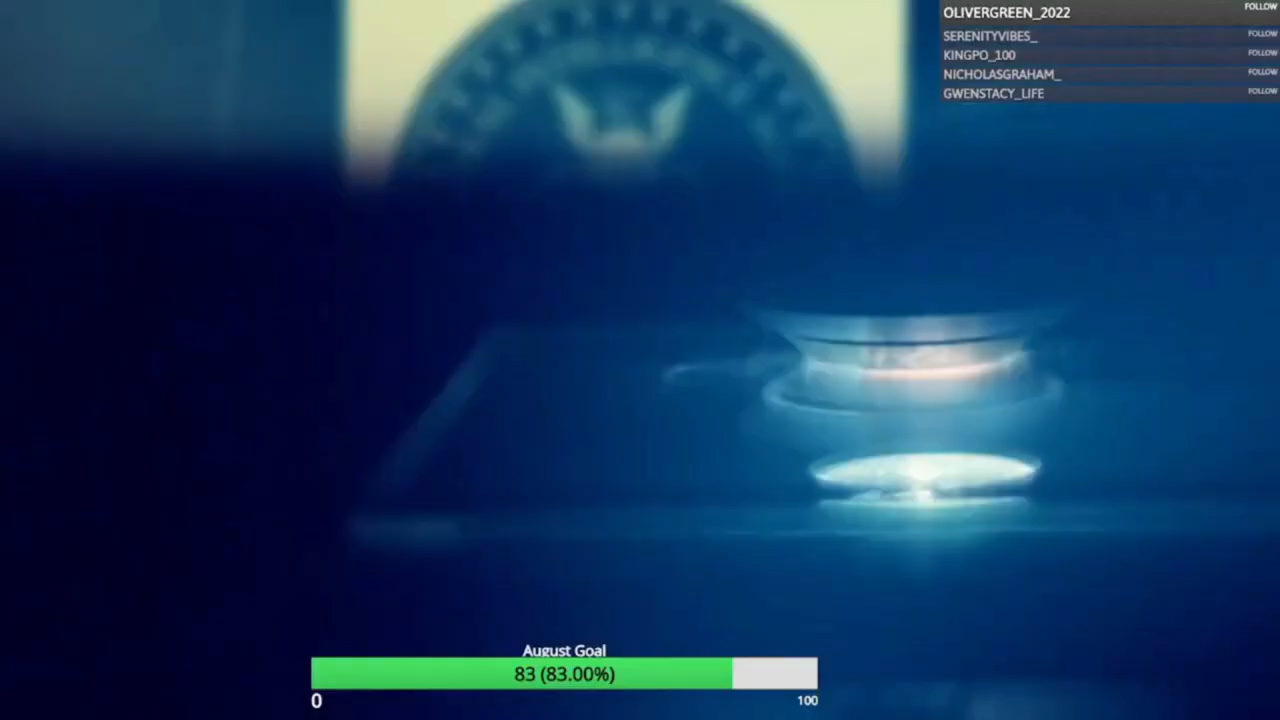 OLIVERGREEN_2022 FOLLOW
SERENITYVIBES_ FOLLOW
KINGPO_100 FOLLOW
NICHOLASGRAHAM_ FOLLOW
GWENSTACY_LIFE FOLLOW
August Goal
83 (83.00%)
0 100